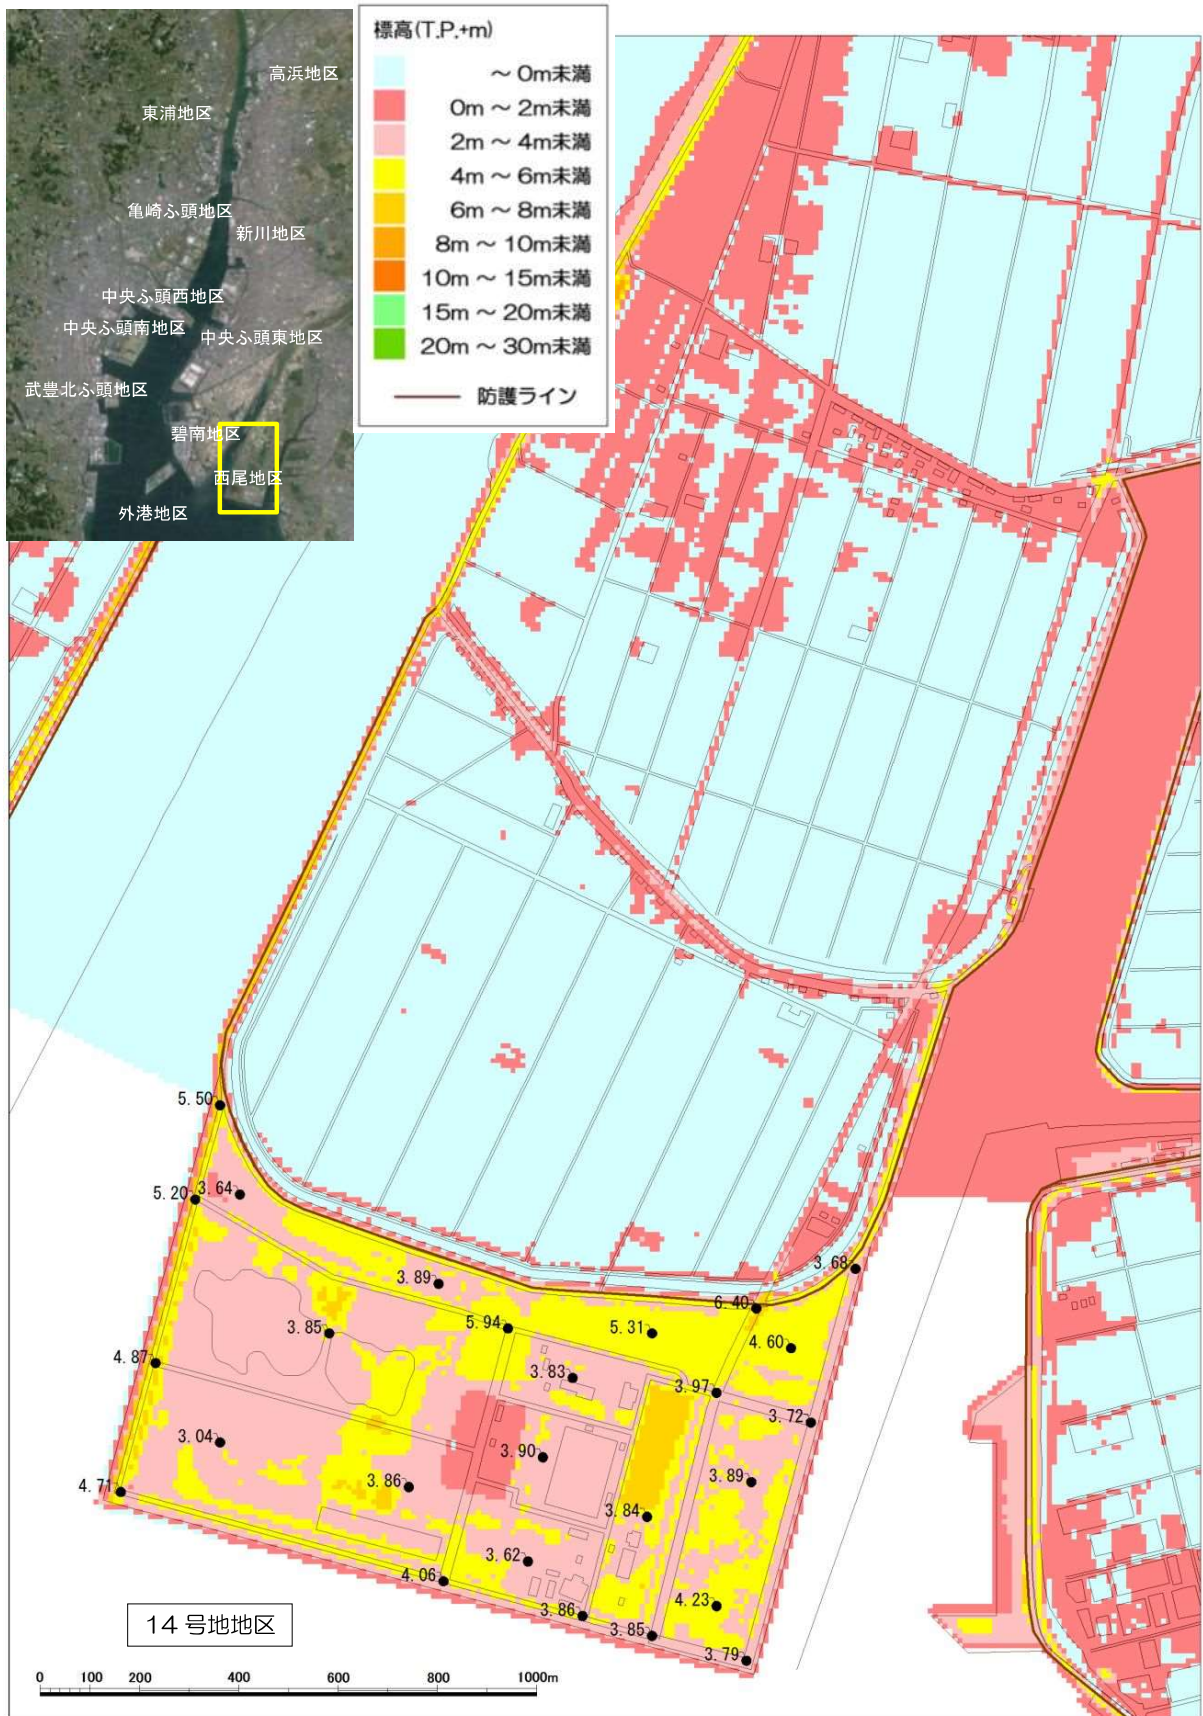 高浜地区
東浦地区
亀崎ふ頭地区
新川地区
中央ふ頭西地区
中央ふ頭南地区
中央ふ頭東地区
武豊北ふ頭地区
碧南地区
西尾地区
外港地区
標高(T.P.+m)
～ 0m未満
0m ～ 2m未満
2m ～ 4m未満
4m ～ 6m未満
6m ～ 8m未満
8m ～ 10m未満
10m ～ 15m未満
15m ～ 20m未満
20m ～ 30m未満
防護ライン
5.50
5.20
3.64
3.68
3.89
6.40
3.85
5.94
5.31
4.60
4.87
3.83
3.97
3.72
3.04
3.90
3.86
3.89
4.71
3.84
3.62
4.06
4.23
3.86
3.85
3.79
14号地地区
0 100 200 400 600 800 1000m